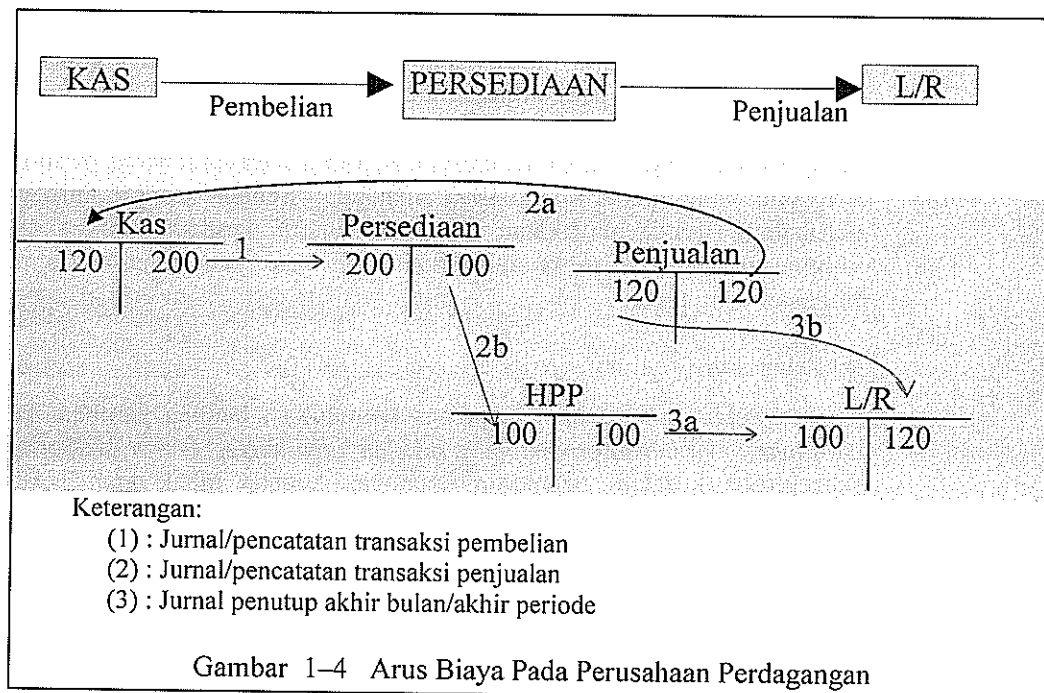 KAS PERSEDIAAN L/R
Pembelian Penjualan
2a
Kas Persediaan
120 200 1 200 100 Penjualan
120 120
2b 3b
HPP L/R
100 100 3a 100 120
Keterangan:
(1) : Jurnal/pencatatan transaksi pembelian
(2) : Jurnal/pencatatan transaksi penjualan
(3) : Jurnal penutup akhir bulan/akhir periode
Gambar 1–4 Arus Biaya Pada Perusahaan Perdagangan